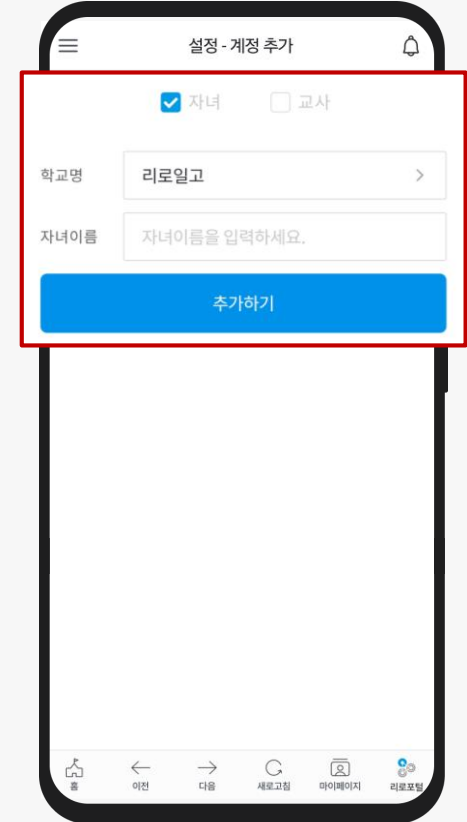 설정 - 계정 추가
자녀 교사
학교명 리로일고
자녀이름 자녀이름을 입력하세요.
추가하기
홈 이전 다음 새로고침 마이페이지 리로포털